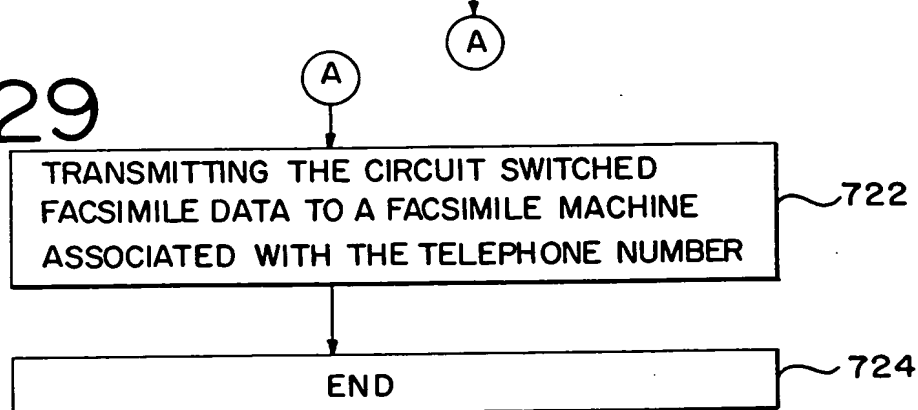 A
A
29
TRANSMITTING THE CIRCUIT SWITCHED
FACSIMILE DATA TO A FACSIMILE MACHINE
ASSOCIATED WITH THE TELEPHONE NUMBER
722
END
724